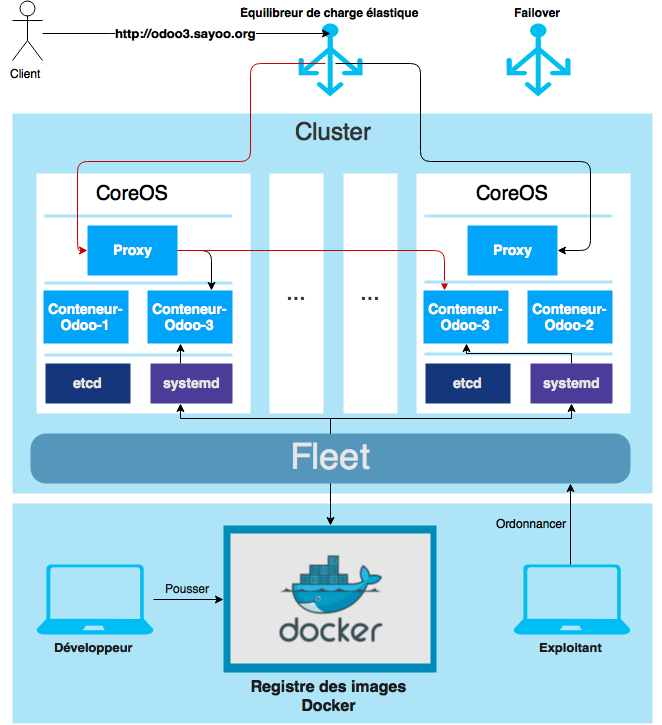 Équilibreur de charge élastique
Failover
http://odoo3.sayoo.org
Client
Cluster
CoreOS
CoreOS
Proxy
Proxy
...
...
Conteneur-
Odoo-1
Conteneur-
Odoo-3
Conteneur-
Odoo-3
Conteneur-
Odoo-2
etcd
systemd
etcd
systemd
Fleet
Ordonnancer
Pousser
docker
Développeur
Exploitant
Registre des images
Docker